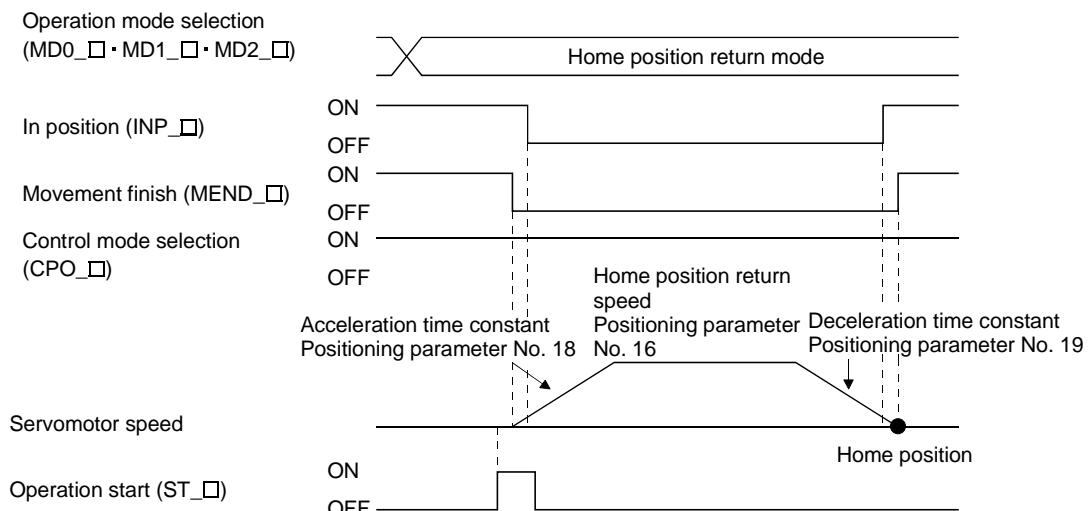 Operation mode selection
(MD0_□・MD1_□・MD2_□)
Home position return mode
In position (INP_□)
ON
OFF
Movement finish (MEND_□)
ON
OFF
Control mode selection
(CPO_□)
ON
OFF
Acceleration time constant
Positioning parameter No. 18
Home position return
speed
Positioning parameter
No. 16
Deceleration time constant
Positioning parameter No. 19
Servomotor speed
Home position
Operation start (ST_□)
ON
OFF